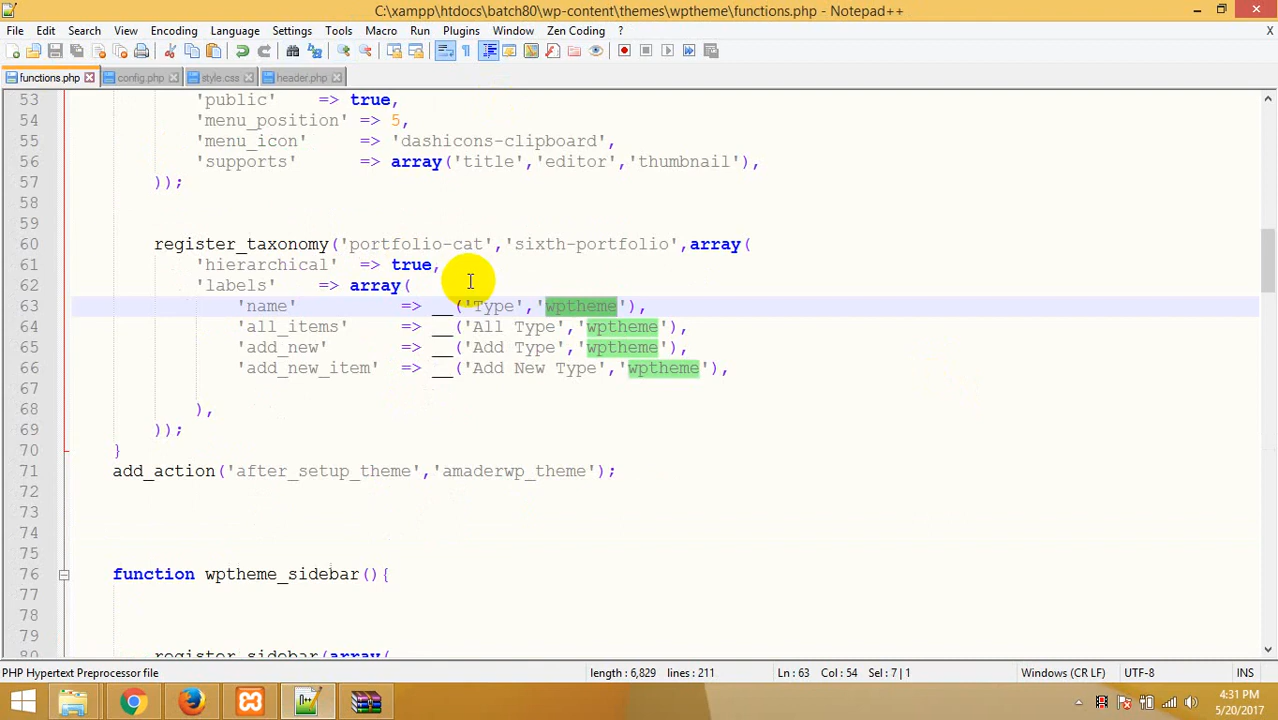 C:\xampp\htdocs\batch80\wp-content\themes\wptheme\functions.php - Notepad++
File Edit Search View Encoding Language Settings Tools Macro Run Plugins Window Zen Coding ? X
functions.php config.php style.css header.php
53 'public' => true,
54 'menu_position' => 5,
55 'menu_icon' => 'dashicons-clipboard',
56 'supports' => array('title','editor','thumbnail'),
57 ));
58
59
60 register_taxonomy('portfolio-cat','sixth-portfolio',array(
61 'hierarchical' => true,
62 'labels' => array(
63 'name' => __('Type','wptheme'),
64 'all_items' => __('All Type','wptheme'),
65 'add_new' => __('Add Type','wptheme'),
66 'add_new_item' => __('Add New Type','wptheme'),
67
68 ),
69 ));
70 }
71 add_action('after_setup_theme','amaderwp_theme');
72
73
74
75
76 function wptheme_sidebar(){
77
78
79
80 register_sidebar(array(
PHP Hypertext Preprocessor file length : 6,829 lines : 211 Ln : 63 Col : 54 Sel : 7 | 1 Windows (CR LF) UTF-8 INS
4:31 PM
5/20/2017